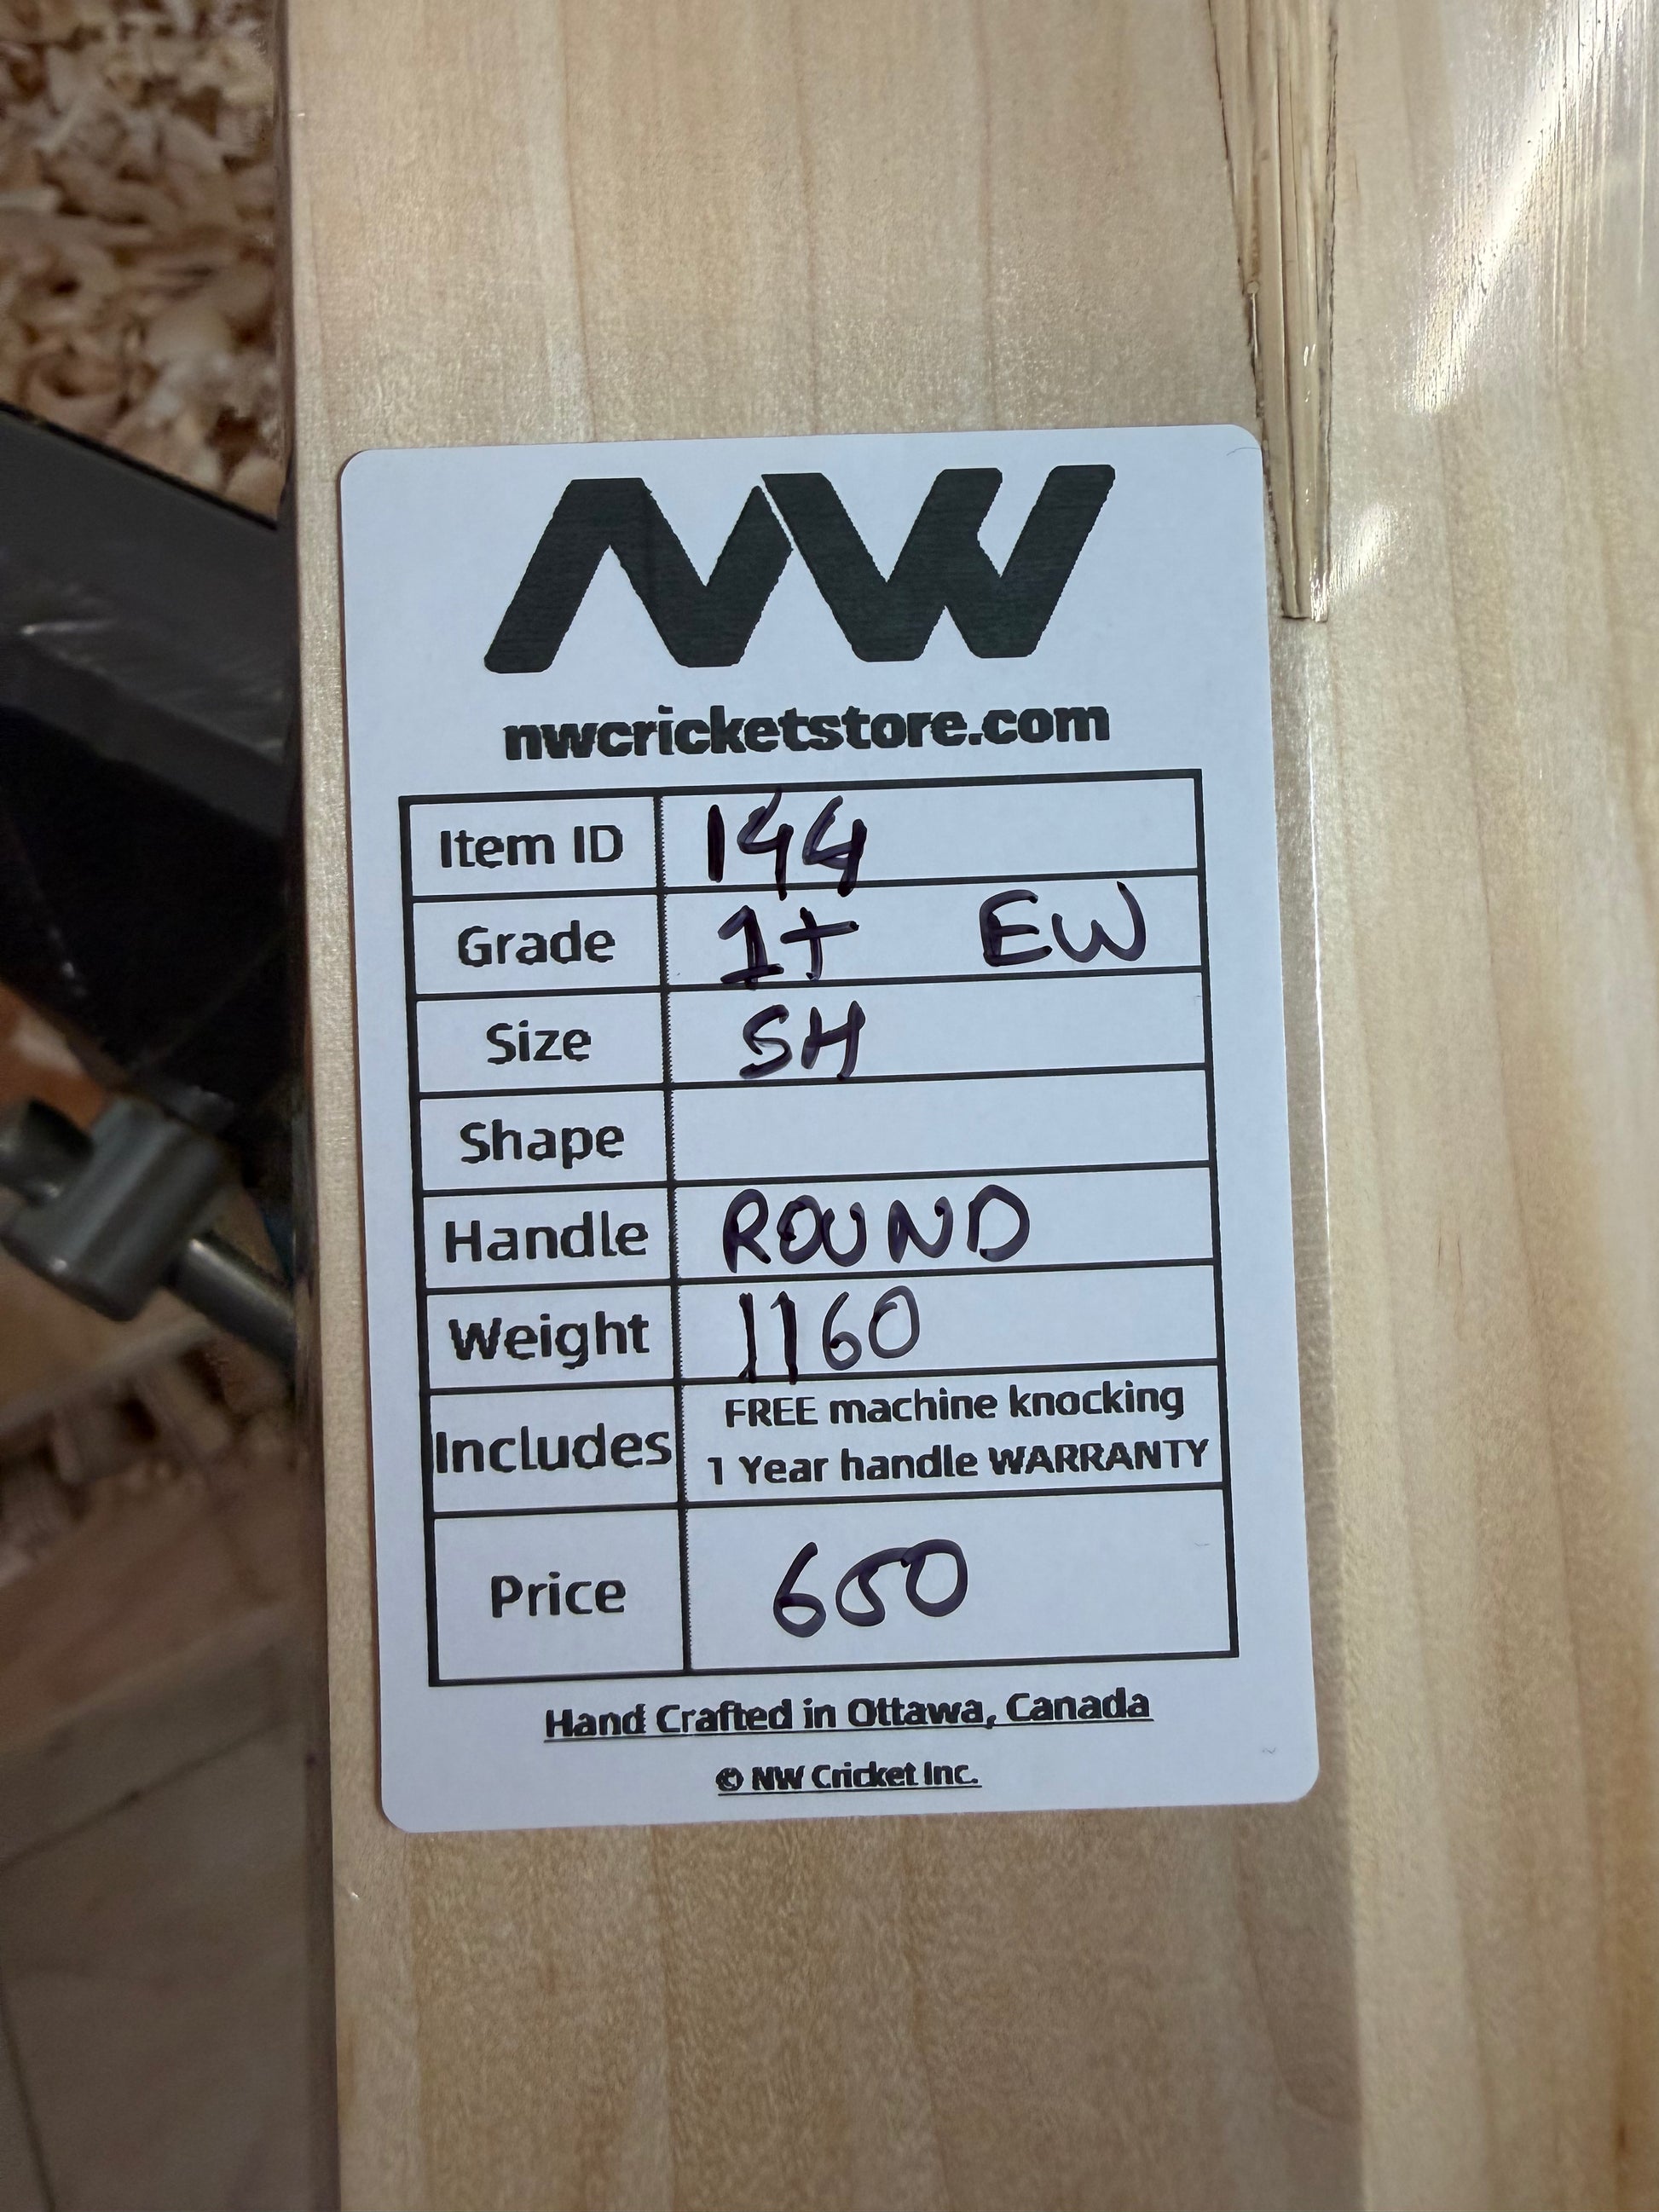 NW
nwcricketstore.com
Item ID 144
Grade 1+ EW
Size SH
Shape
Handle ROUND
Weight 1160
Includes FREE machine knocking
1 Year handle WARRANTY
Price 650
Hand Crafted in Ottawa, Canada
© NW Cricket Inc.